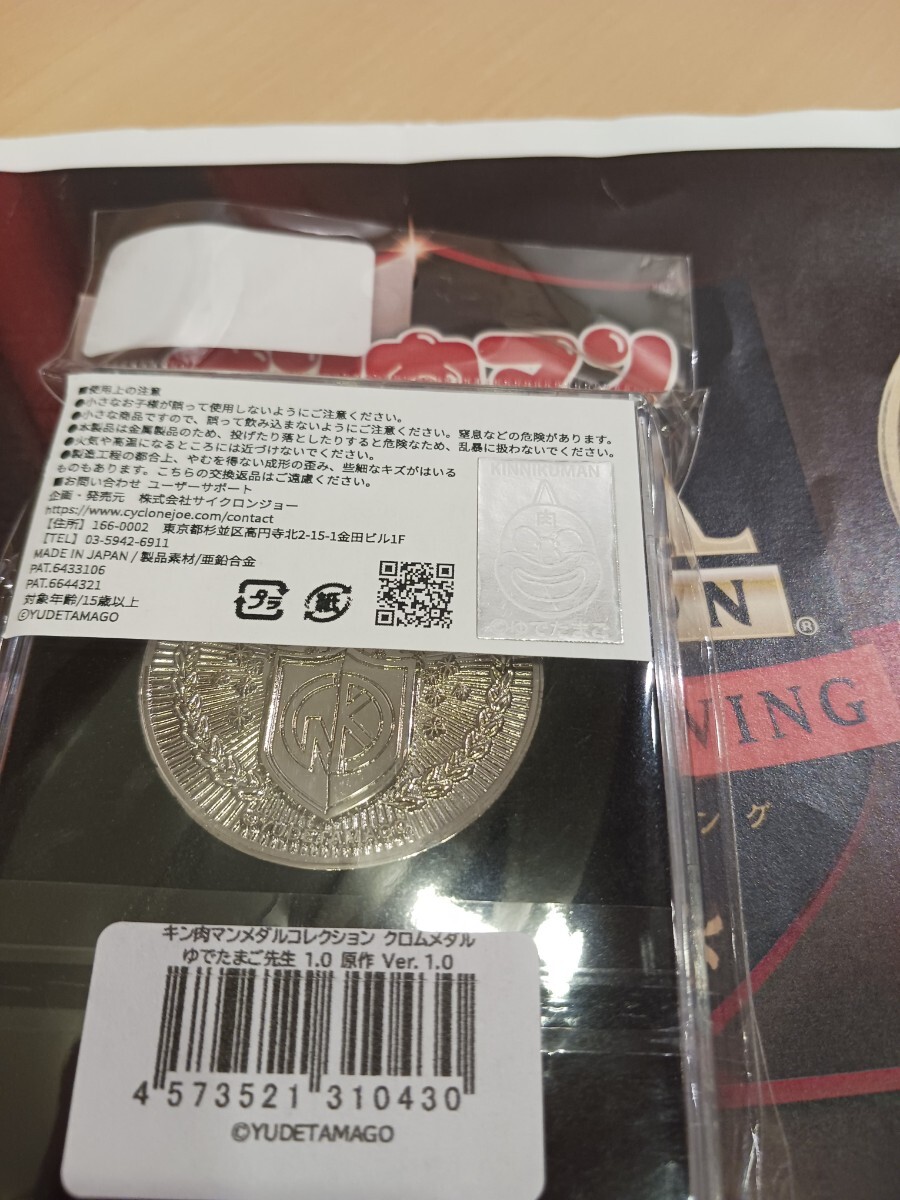 肉マン
■使用上の注意
●小さなお子様が誤って使用しないようにご注意ください。
●小さな商品ですので、誤って飲み込まないようにご注意ください。窒息などの危険があります。
●本製品は金属製品のため、投げたり落としたりすると危険なため、乱暴に扱わないでください。
●火気や高温になるところには近づけないでください。
●製造工程の都合上、やむを得ない成形の歪み、些細なキズがはいる
ものもあります。こちらの交換返品はご遠慮ください。
■お問い合わせ ユーザーサポート
企画・発売元 株式会社サイクロンジョー
https://www.cyclonejoe.com/contact
【住所】166-0002 東京都杉並区高円寺北2-15-1金田ビル1F
【TEL】03-5942-6911
MADE IN JAPAN / 製品素材/亜鉛合金
PAT.6433106
PAT.6644321
対象年齢/15歳以上
©YUDETAMAGO
プラ
紙
KINNIKUMAN
肉
ゆでたまご
ON®
WING
ング
キン肉マンメダルコレクション クロムメダル
ゆでたまご先生 1.0 原作 Ver. 1.0
4 573521 310430
©YUDETAMAGO